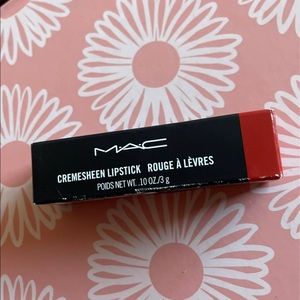 MAC
CREMESHEEN LIPSTICK ROUGE À LÈVRES
POIDS NET WT. .10 OZ./3 g